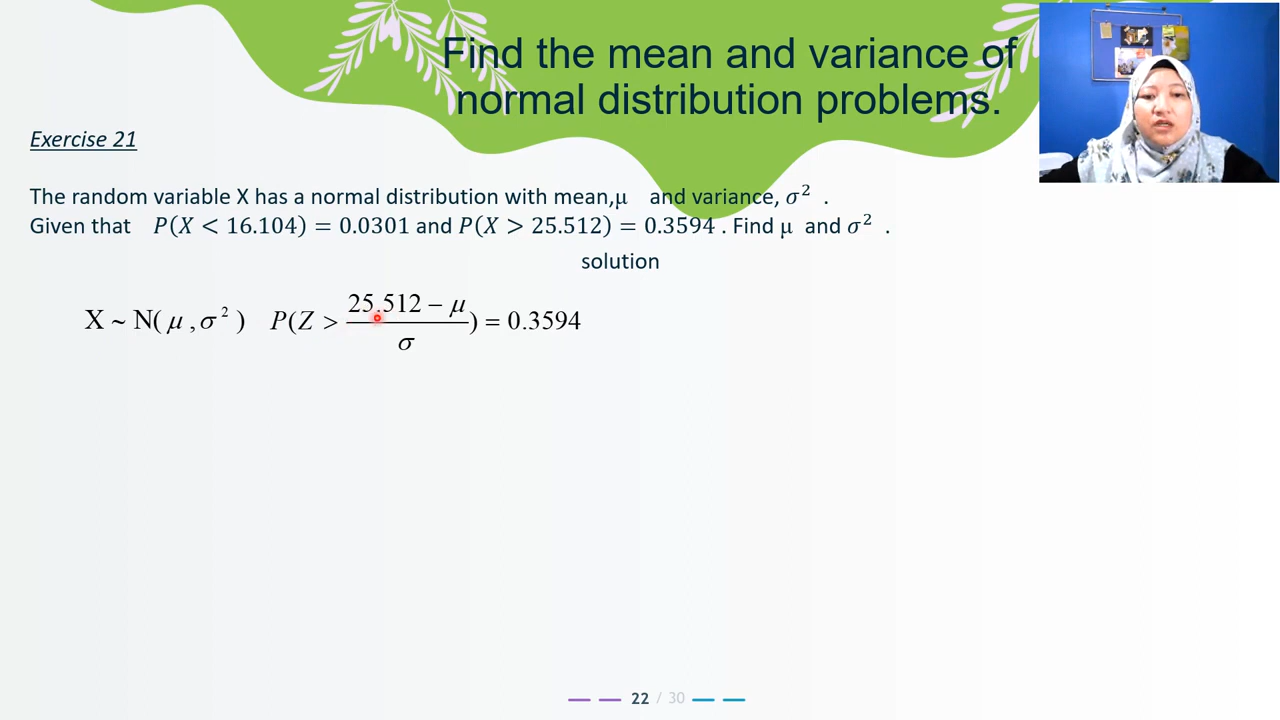 Find the mean and variance of
normal distribution problems.
Exercise 21
The random variable X has a normal distribution with mean,μ and variance, σ² .
Given that P(X < 16.104) = 0.0301 and P(X > 25.512) = 0.3594 . Find μ and σ² .
solution
X ~ N( μ , σ² ) P(Z > (25.512 − μ)/σ) = 0.3594
22 / 30